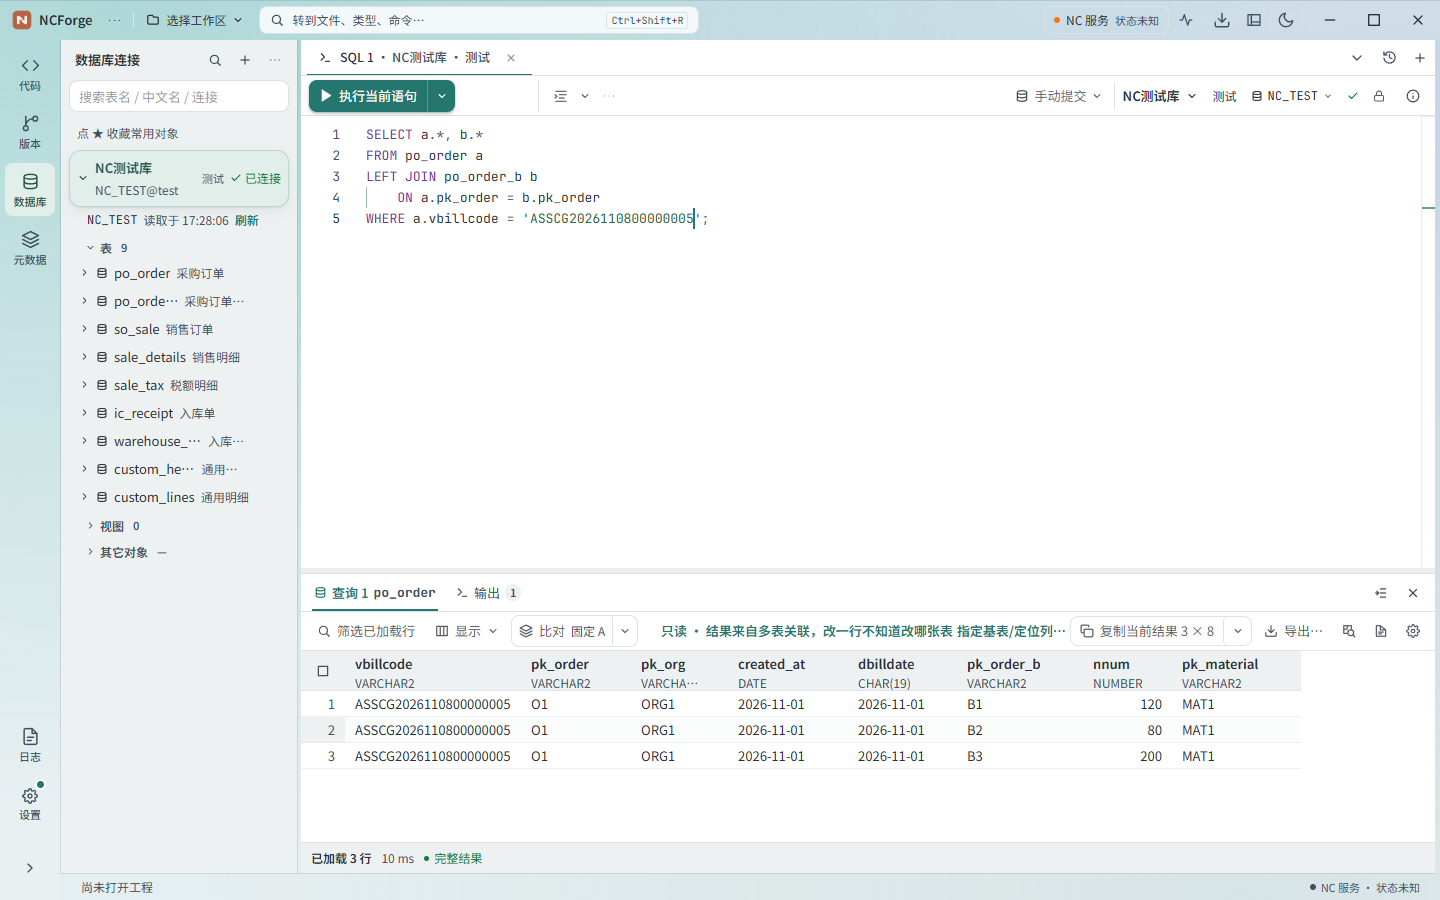 NCForge ··· 选择工作区 转到文件、类型、命令··· Ctrl+Shift+R NC 服务 状态未知
代码
版本
数据库
元数据
日志
设置
数据库连接 ···
搜索表名 / 中文名 / 连接
点 ★ 收藏常用对象
NC测试库
NC_TEST@test
测试 ✓ 已连接
NC_TEST 读取于 17:28:06 刷新
表 9
po_order 采购订单
po_orde··· 采购订单···
so_sale 销售订单
sale_details 销售明细
sale_tax 税额明细
ic_receipt 入库单
warehouse_··· 入库···
custom_he··· 通用···
custom_lines 通用明细
视图 0
其它对象 —
SQL 1 • NC测试库 • 测试
执行当前语句 ··· 手动提交 NC测试库 测试 NC_TEST
1 SELECT a.*, b.*
2 FROM po_order a
3 LEFT JOIN po_order_b b
4 ON a.pk_order = b.pk_order
5 WHERE a.vbillcode = 'ASSCG2026110800000005';
查询 1 po_order 输出 1
筛选已加载行 显示 比对 固定 A 只读 • 结果来自多表关联，改一行不知道改哪张表 指定基表/定位列··· 复制当前结果 3 × 8 导出···
vbillcode pk_order pk_org created_at dbilldate pk_order_b nnum pk_material
VARCHAR2 VARCHAR2 VARCHA··· DATE CHAR(19) VARCHAR2 NUMBER VARCHAR2
1 ASSCG2026110800000005 O1 ORG1 2026-11-01 2026-11-01 B1 120 MAT1
2 ASSCG2026110800000005 O1 ORG1 2026-11-01 2026-11-01 B2 80 MAT1
3 ASSCG2026110800000005 O1 ORG1 2026-11-01 2026-11-01 B3 200 MAT1
已加载 3 行 10 ms 完整结果
尚未打开工程 NC 服务 • 状态未知